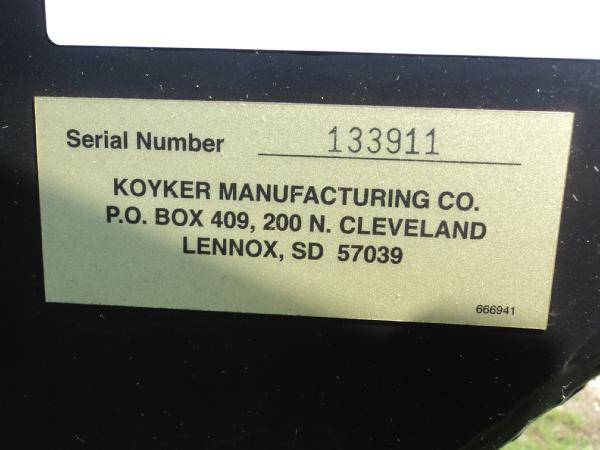 Serial Number 133911
KOYKER MANUFACTURING CO.
P.O. BOX 409, 200 N. CLEVELAND
LENNOX, SD 57039
666941